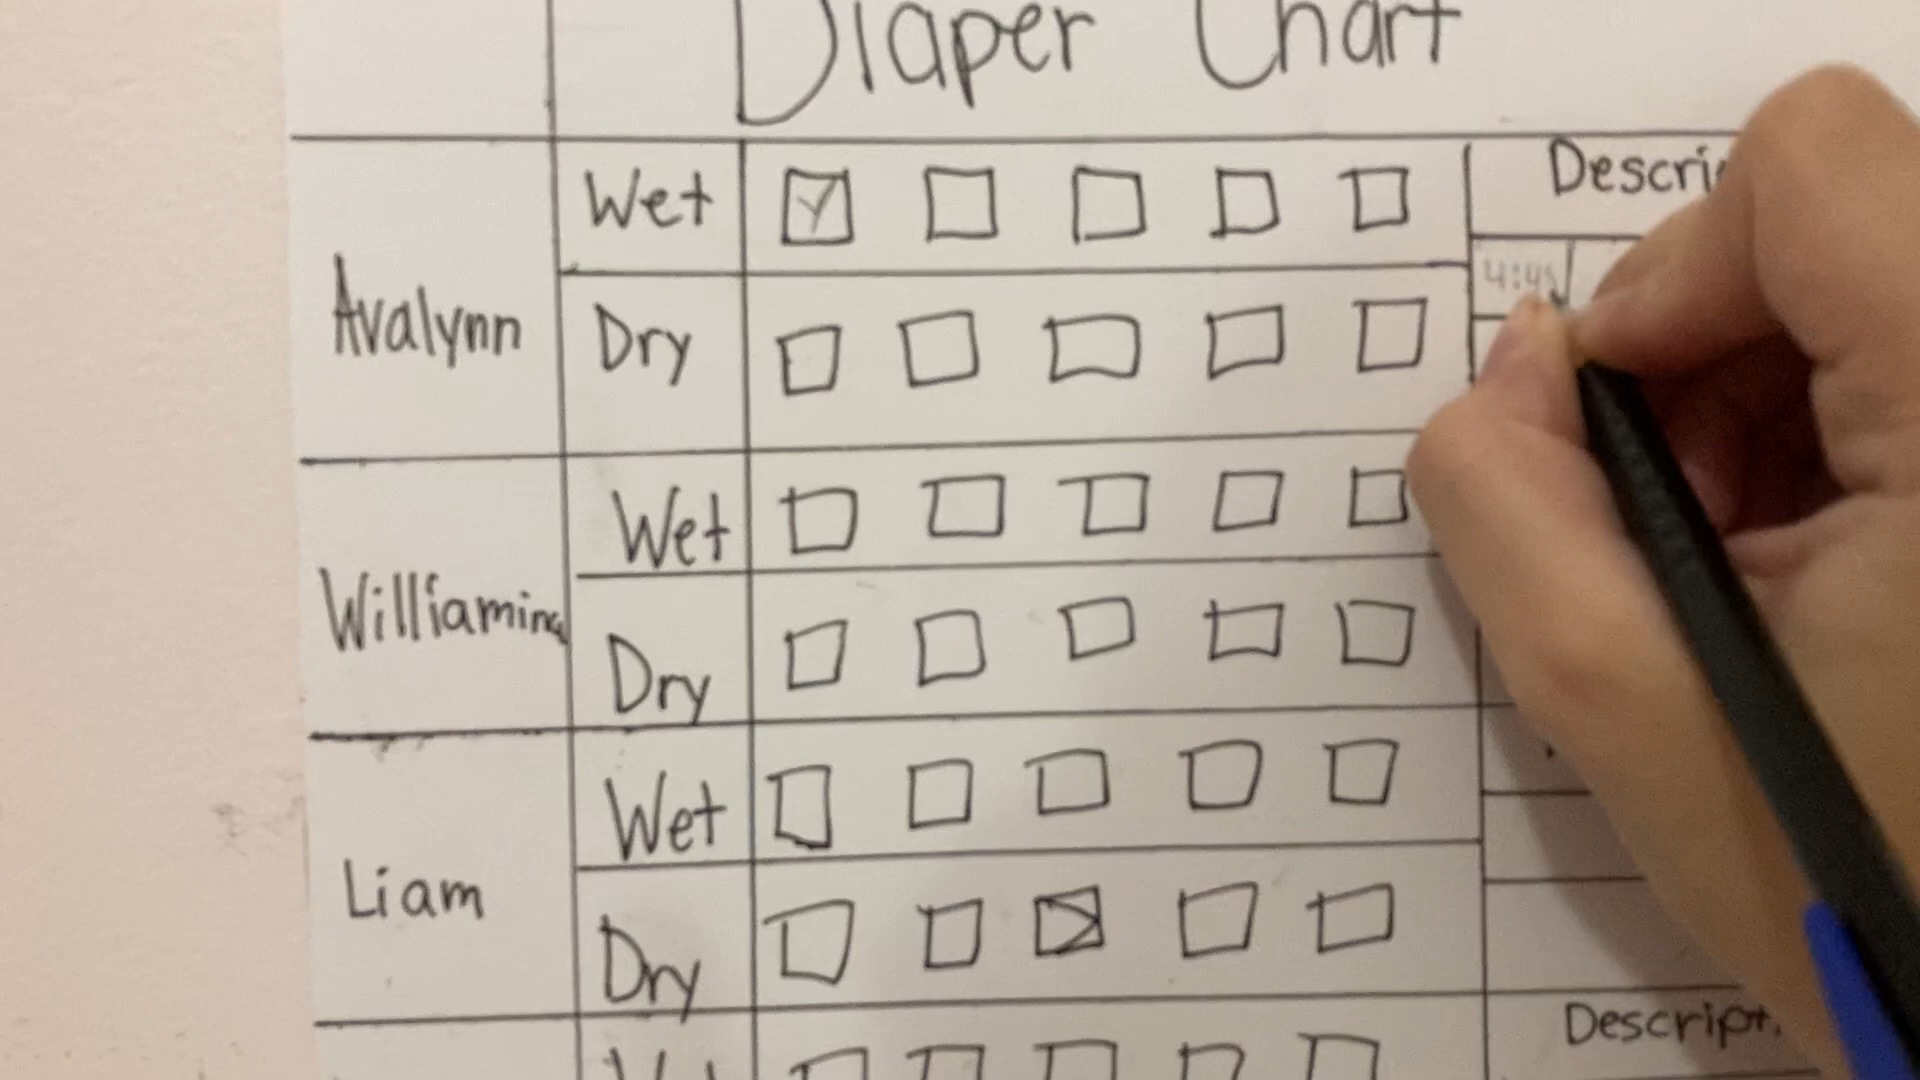 Diaper Chart
Wet
Descri
4:45
Avalynn
Dry
Wet
Williamina
Dry
Wet
Liam
Dry
Descript.